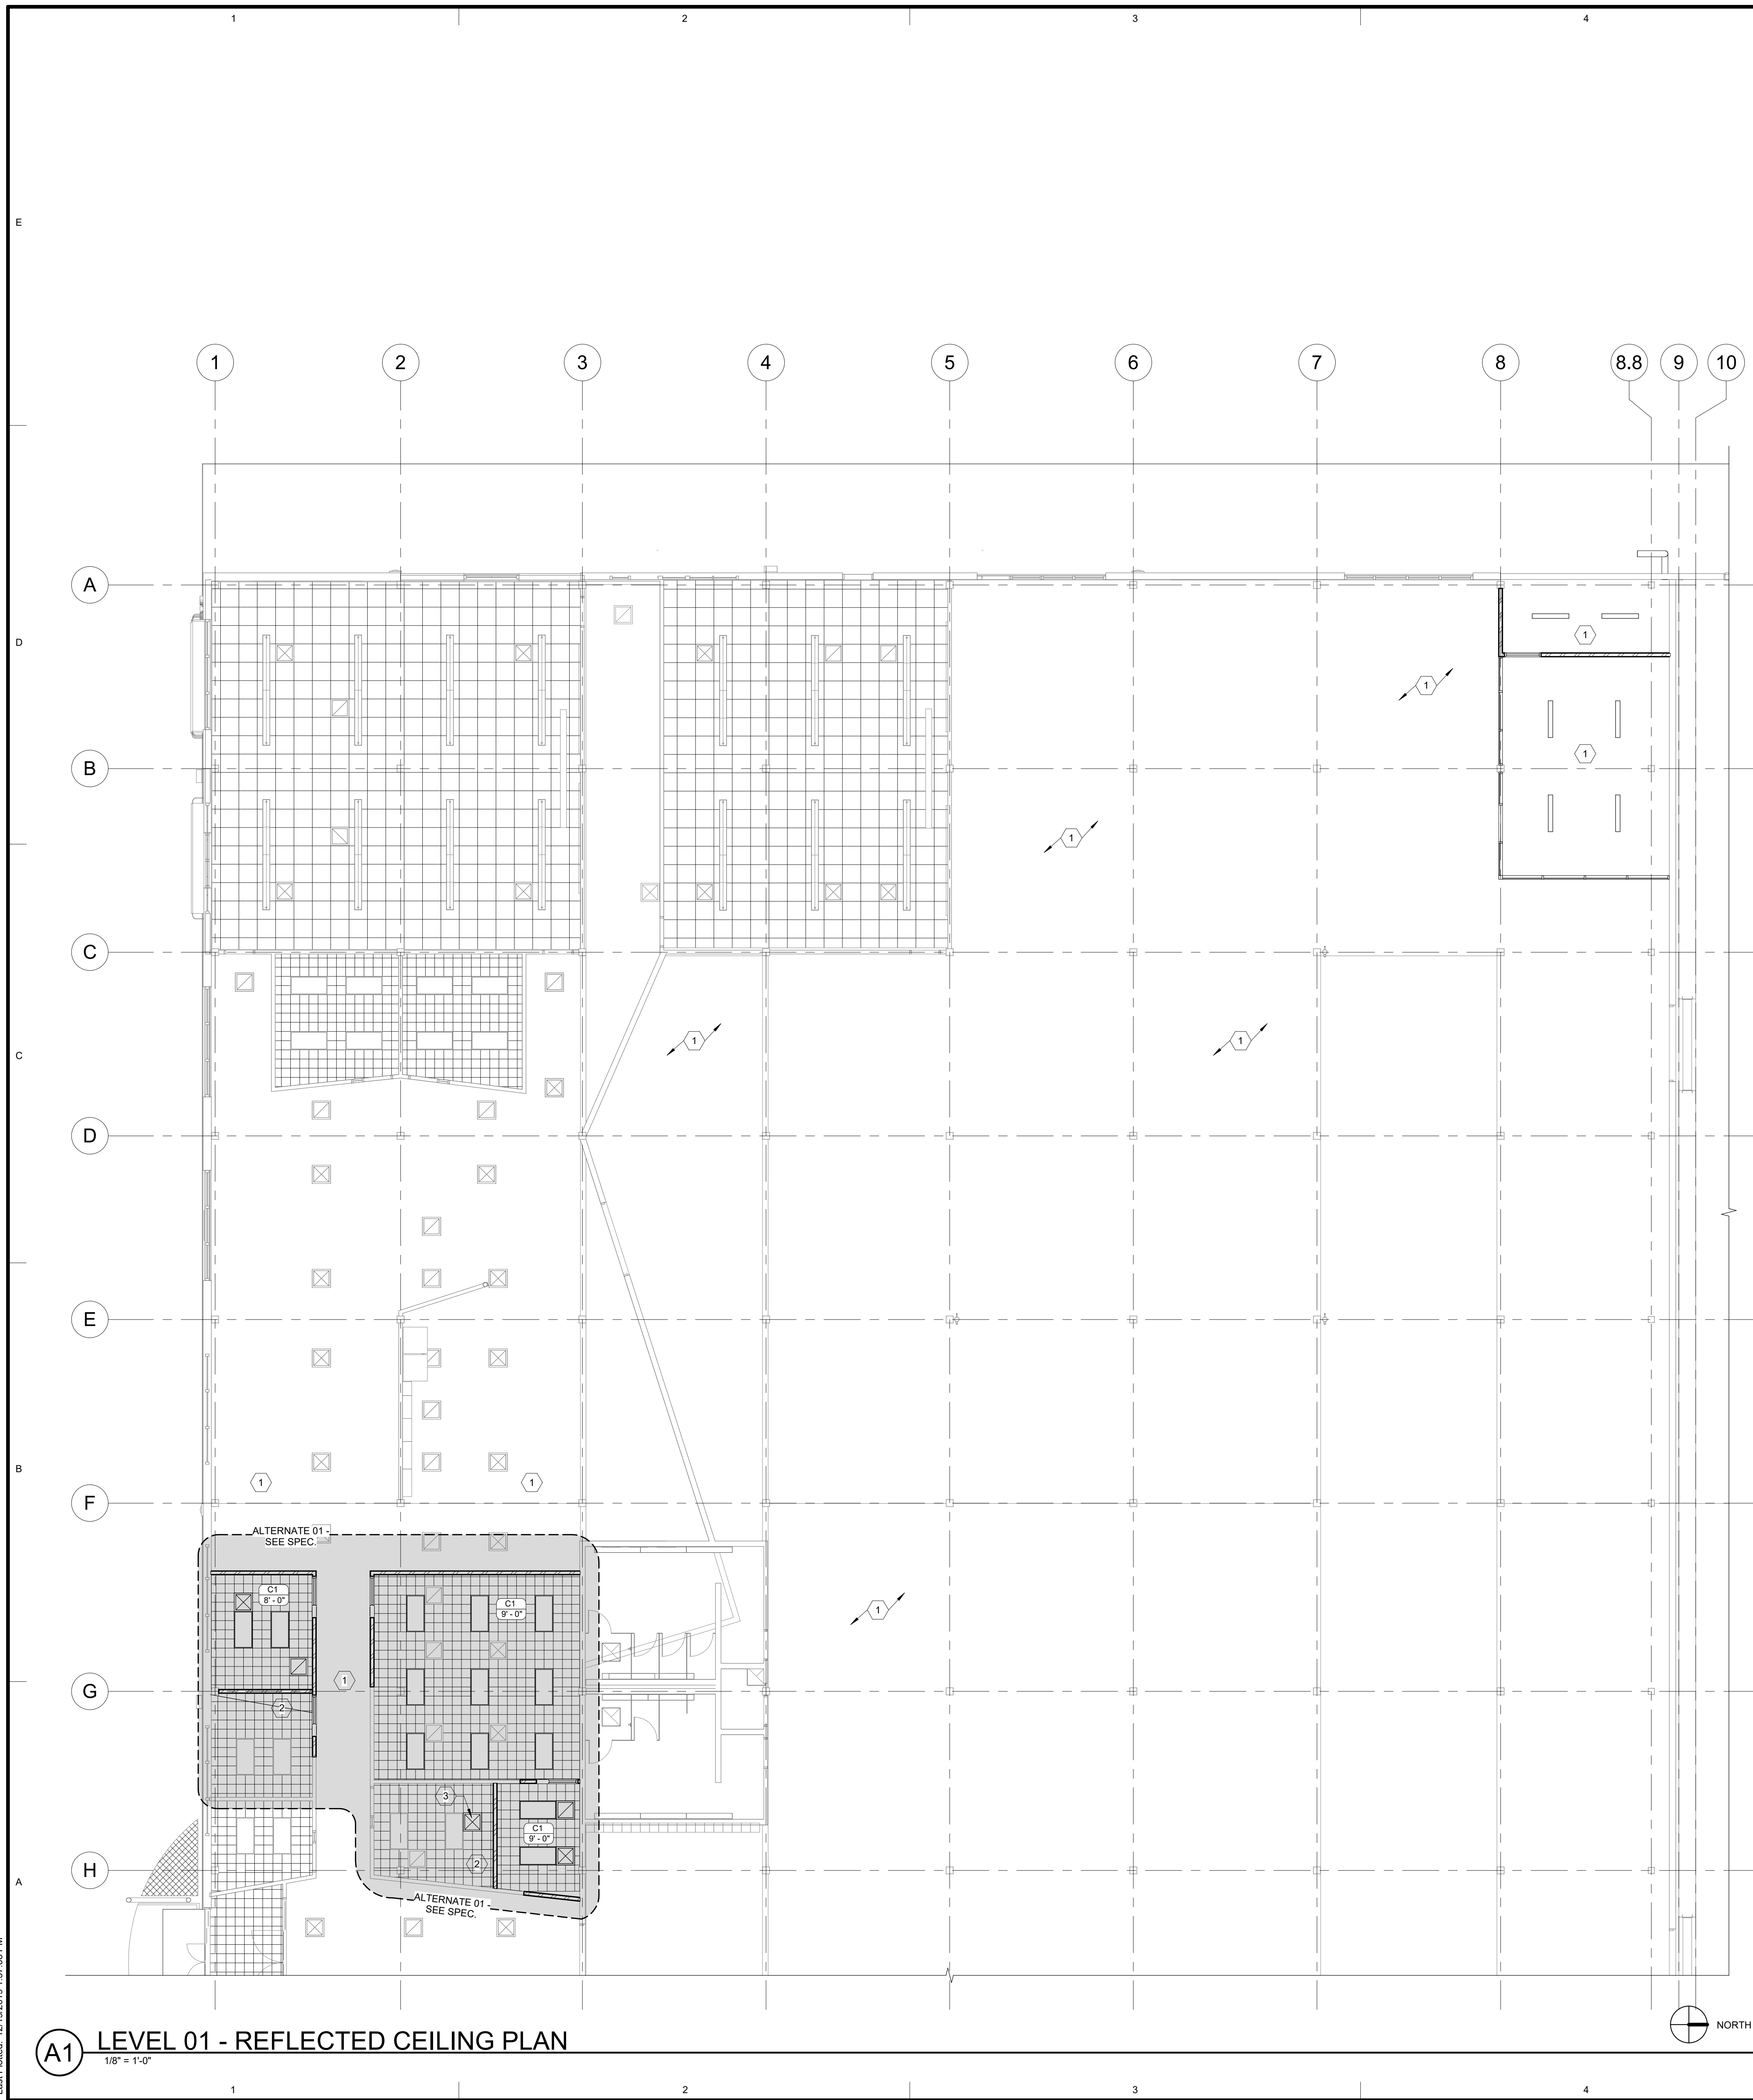 1 2 3 4
E
1 2 3 4 5 6 7 8 8.8 9 10
A
D
1
1
B
1
1
C
1
1
C
D
E
B
1
1
F
ALTERNATE 01 -
SEE SPEC.
C1
8' - 0"
C1
9' - 0"
1
1
G
2
3
C1
9' - 0"
2
H
A
ALTERNATE 01 -
SEE SPEC.
NORTH
A1
LEVEL 01 - REFLECTED CEILING PLAN
1/8" = 1'-0"
1 2 3 4